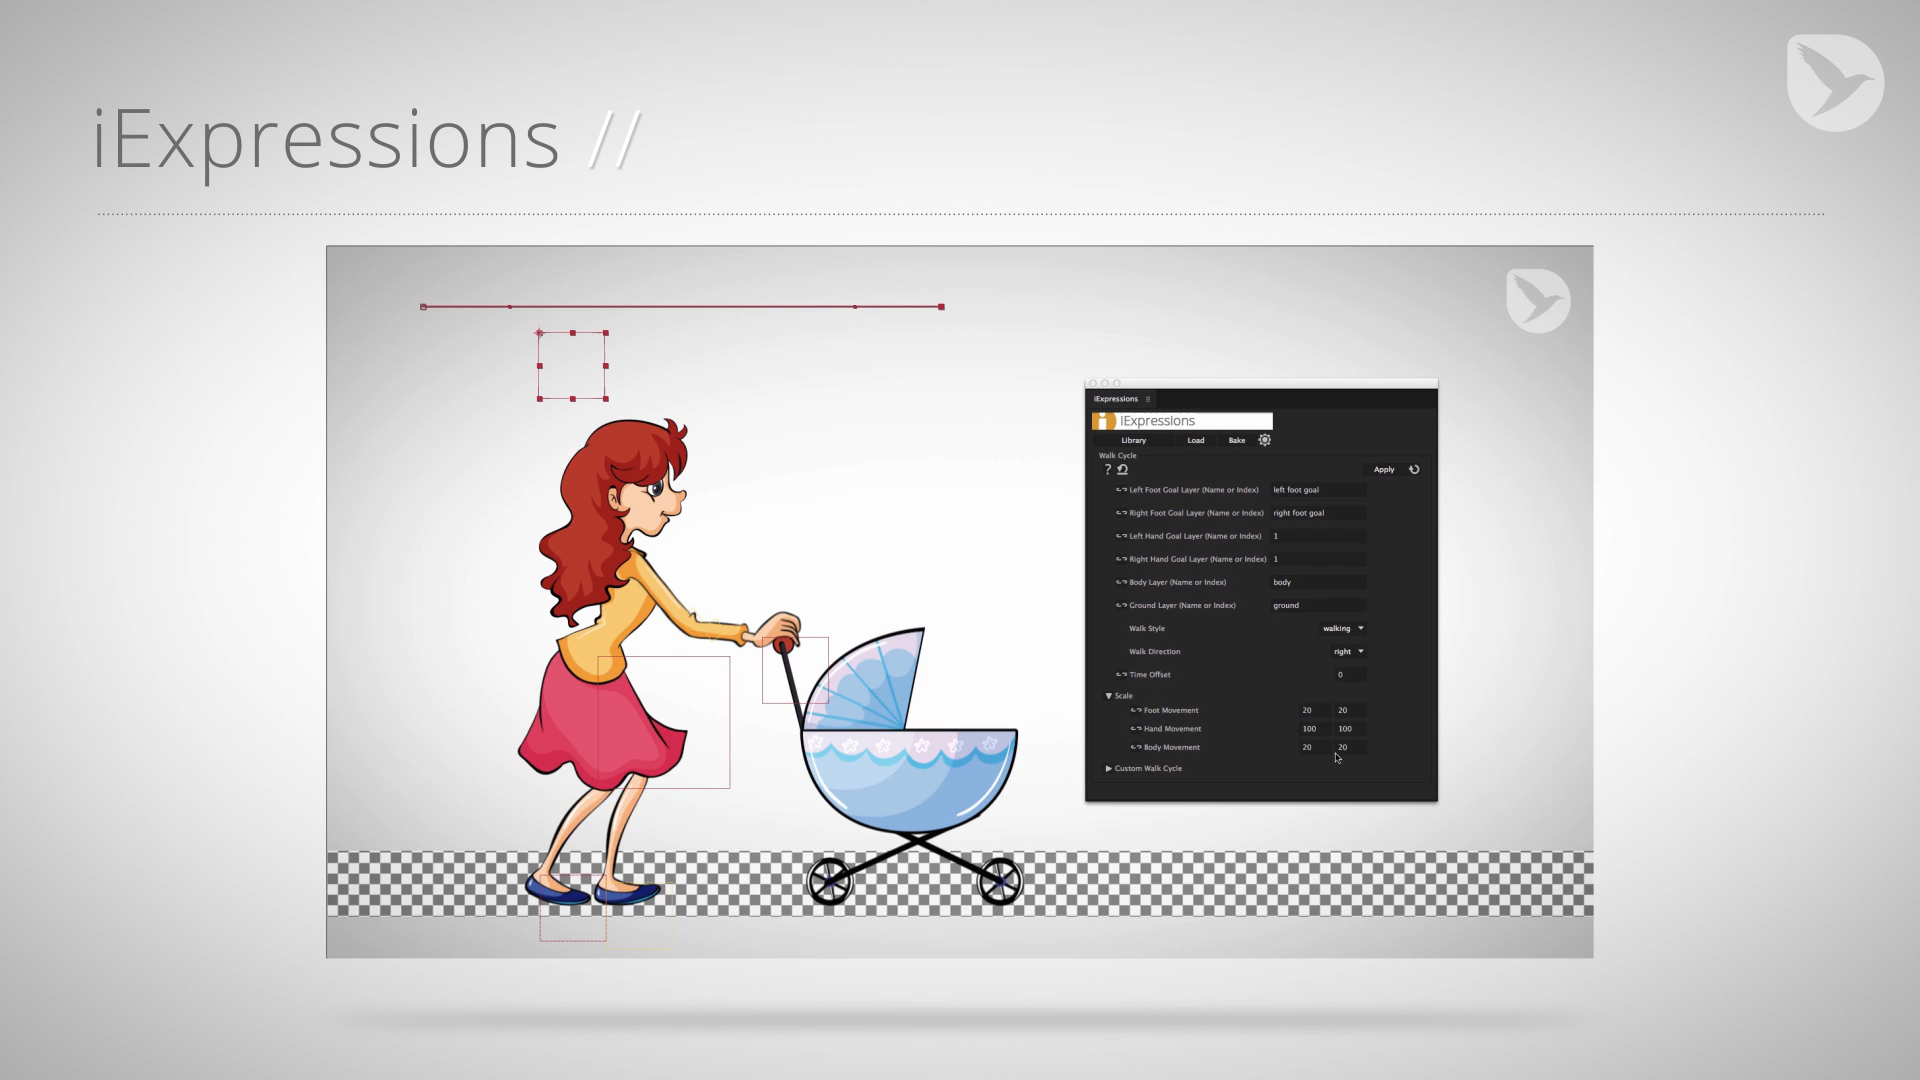 iExpressions //
iExpressions
iExpressions
Library Load Bake
Walk Cycle
? Apply
Left Foot Goal Layer (Name or Index) left foot goal
Right Foot Goal Layer (Name or Index) right foot goal
Left Hand Goal Layer (Name or Index) 1
Right Hand Goal Layer (Name or Index) 1
Body Layer (Name or Index) body
Ground Layer (Name or Index) ground
Walk Style walking
Walk Direction right
Time Offset 0
Scale
Foot Movement 20 20
Hand Movement 100 100
Body Movement 20 20
Custom Walk Cycle